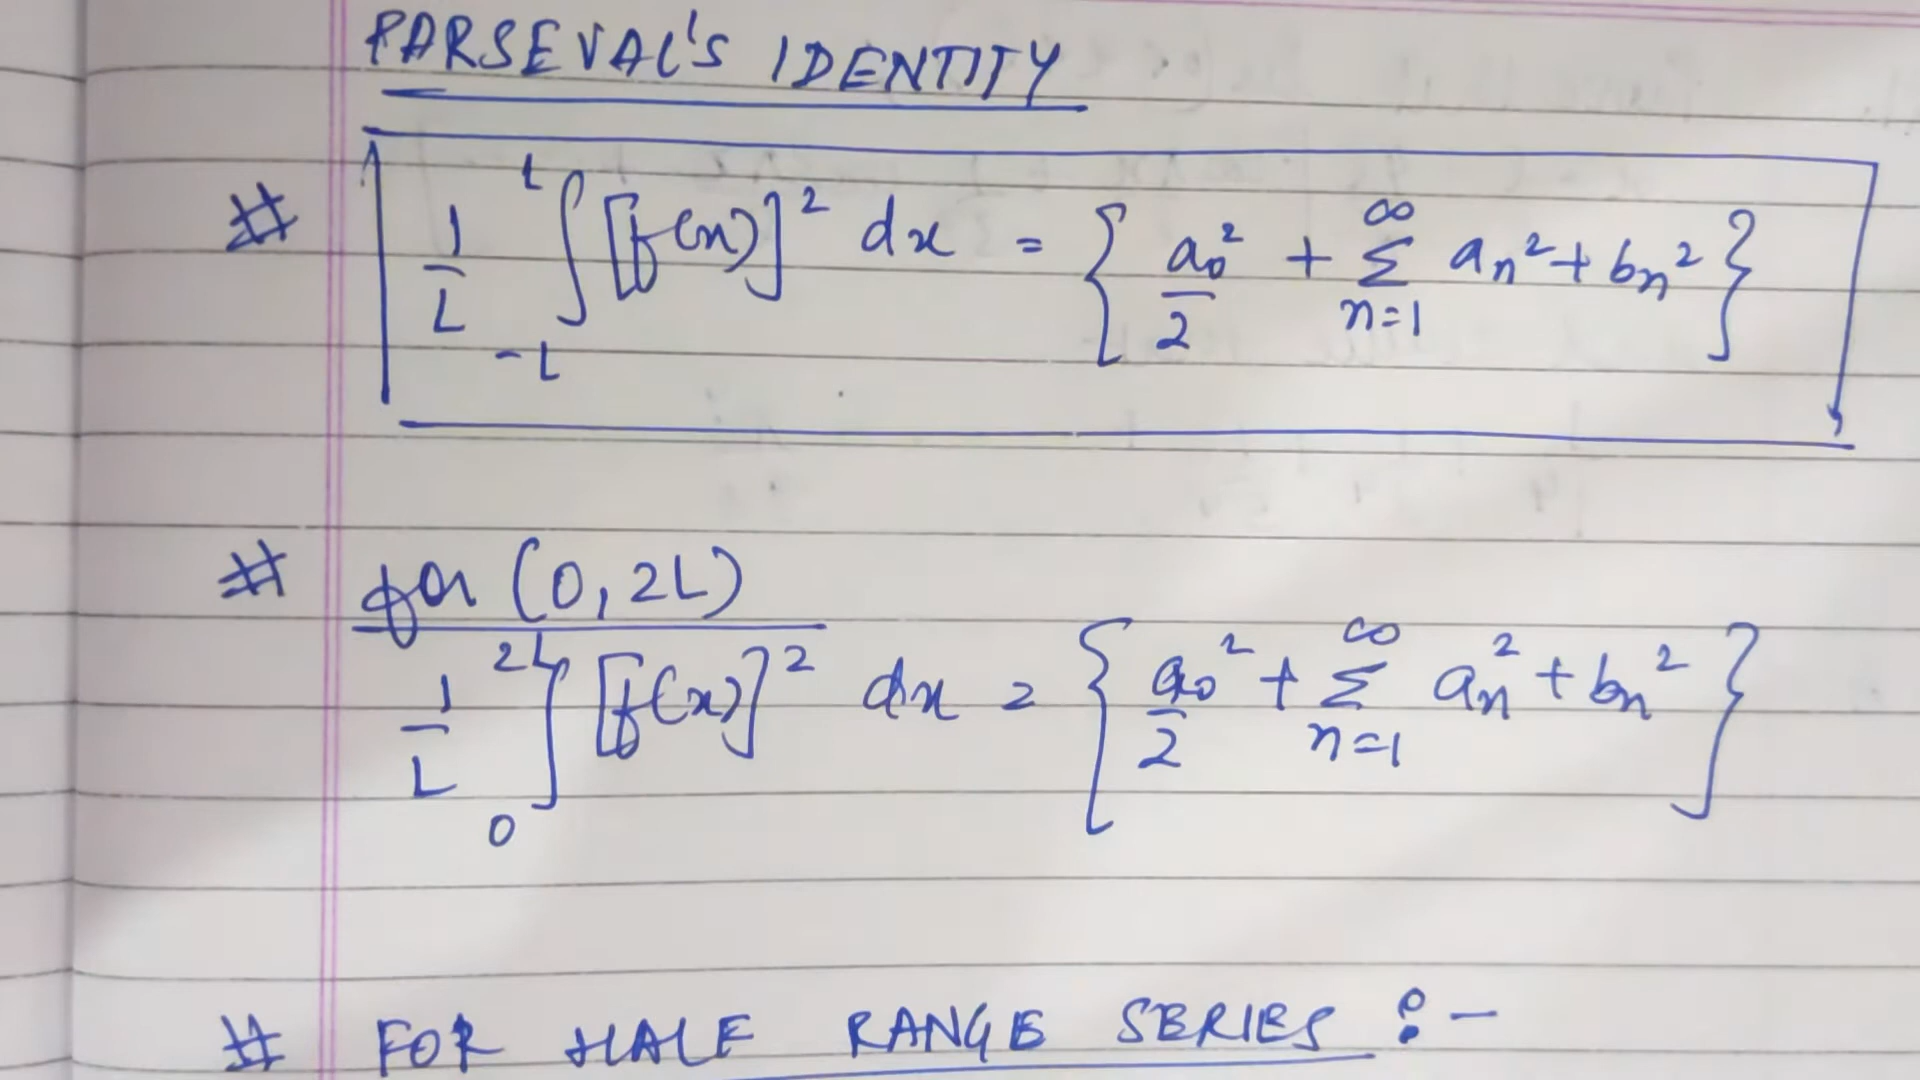 PARSEVAL'S IDENTITY
# 1/L ∫_{-L}^{L} [f(x)]² dx = { a₀²/2 + Σ_{n=1}^{∞} aₙ² + bₙ² }
# for (0, 2L)
1/L ∫_{0}^{2L} [f(x)]² dx = { a₀²/2 + Σ_{n=1}^{∞} aₙ² + bₙ² }
# FOR HALF RANGE SERIES :-